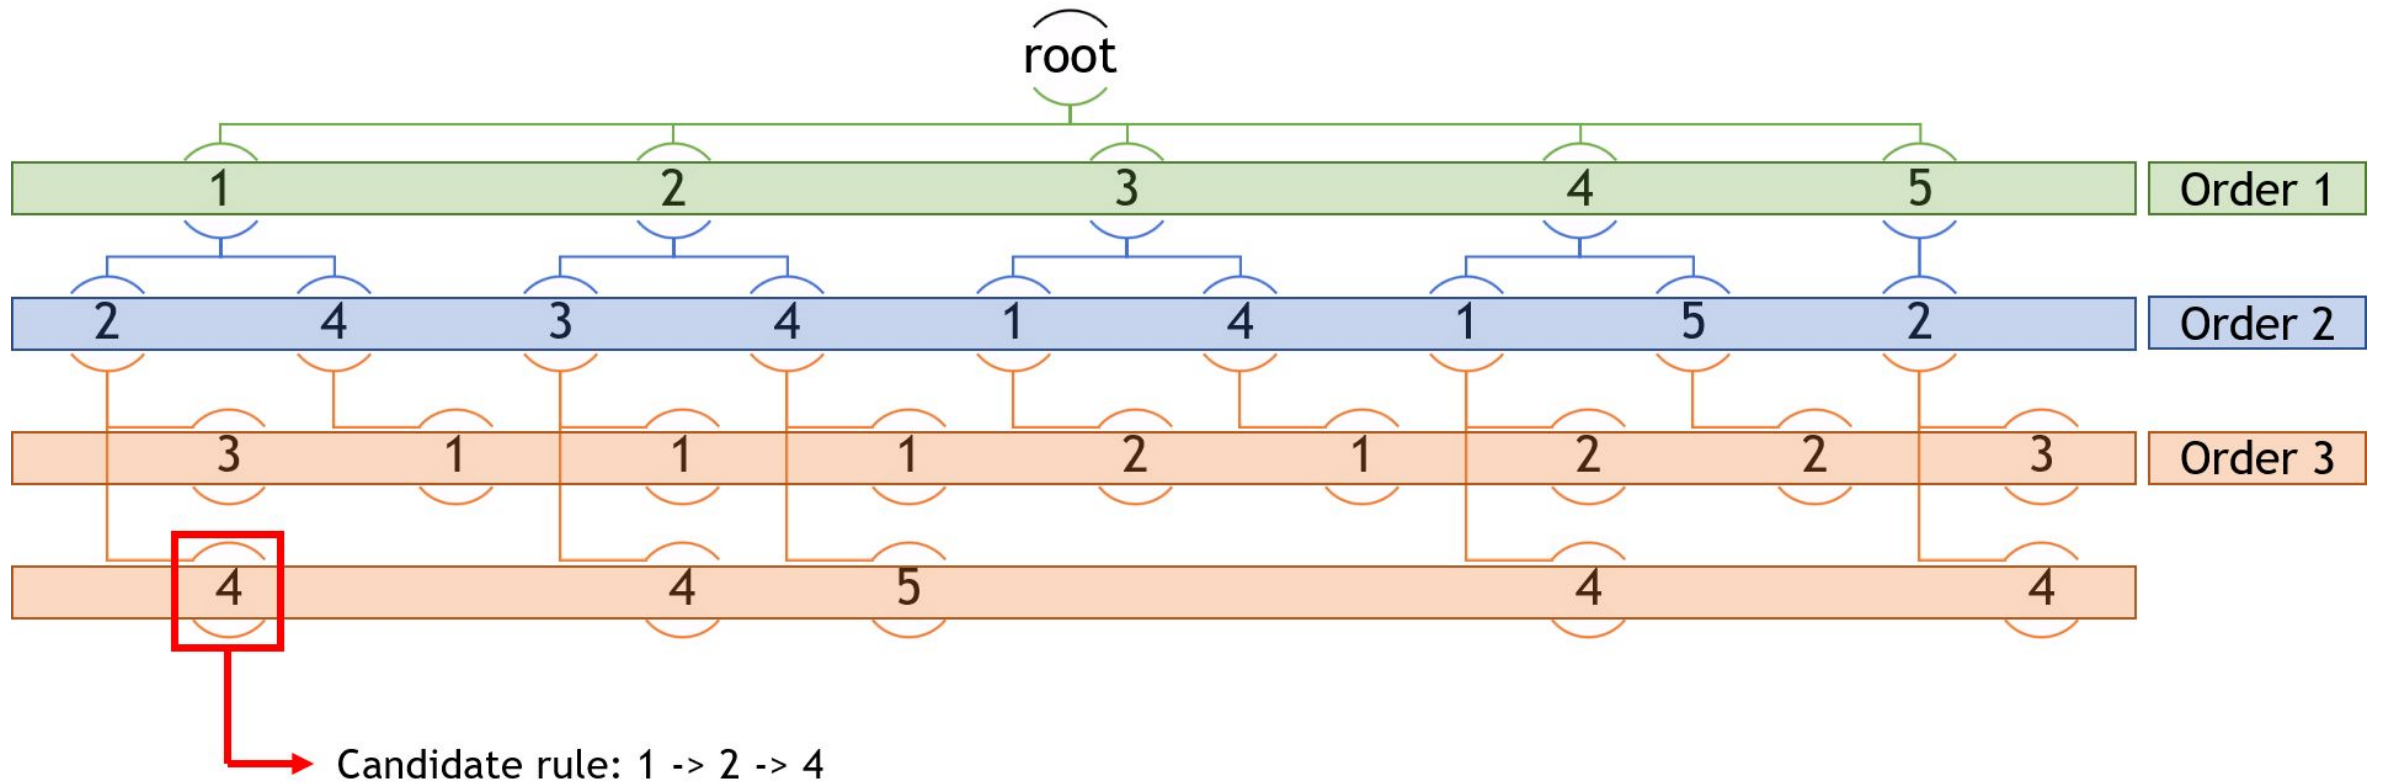 root
1 2 3 4 5 Order 1
2 4 3 4 1 4 1 5 2 Order 2
3 1 1 1 2 1 2 2 3 Order 3
4 4 5 4 4
Candidate rule: 1 -> 2 -> 4